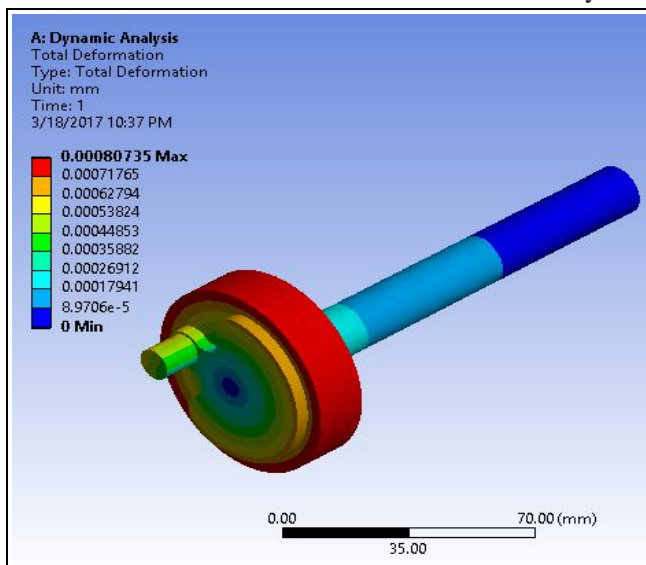 A: Dynamic Analysis
Total Deformation
Type: Total Deformation
Unit: mm
Time: 1
3/18/2017 10:37 PM
0.00080735 Max
0.00071765
0.00062794
0.00053824
0.00044853
0.00035882
0.00026912
0.00017941
8.9706e-5
0 Min
0.00 70.00 (mm)
35.00